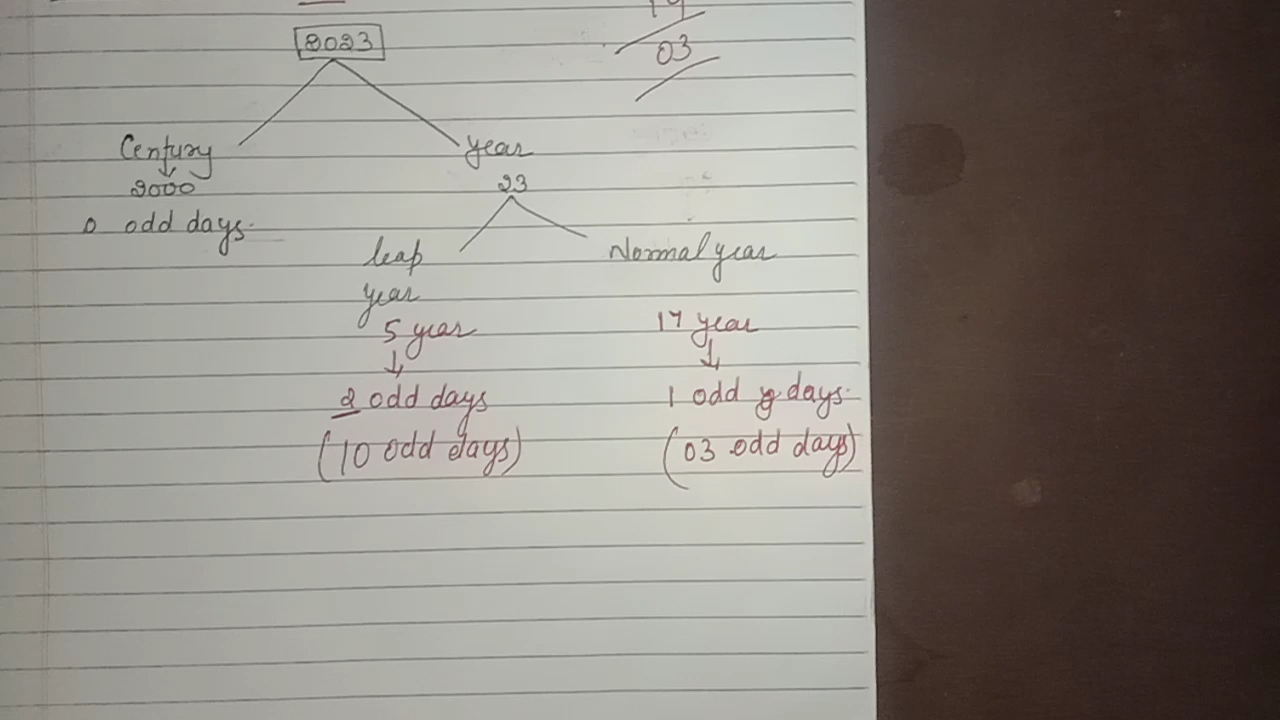 2023
03
Century
year
2000
23
0 odd days.
leap
year
Normal year
5 year
17 year
2 odd days
1 odd days.
(10 odd days)
(03 odd days)